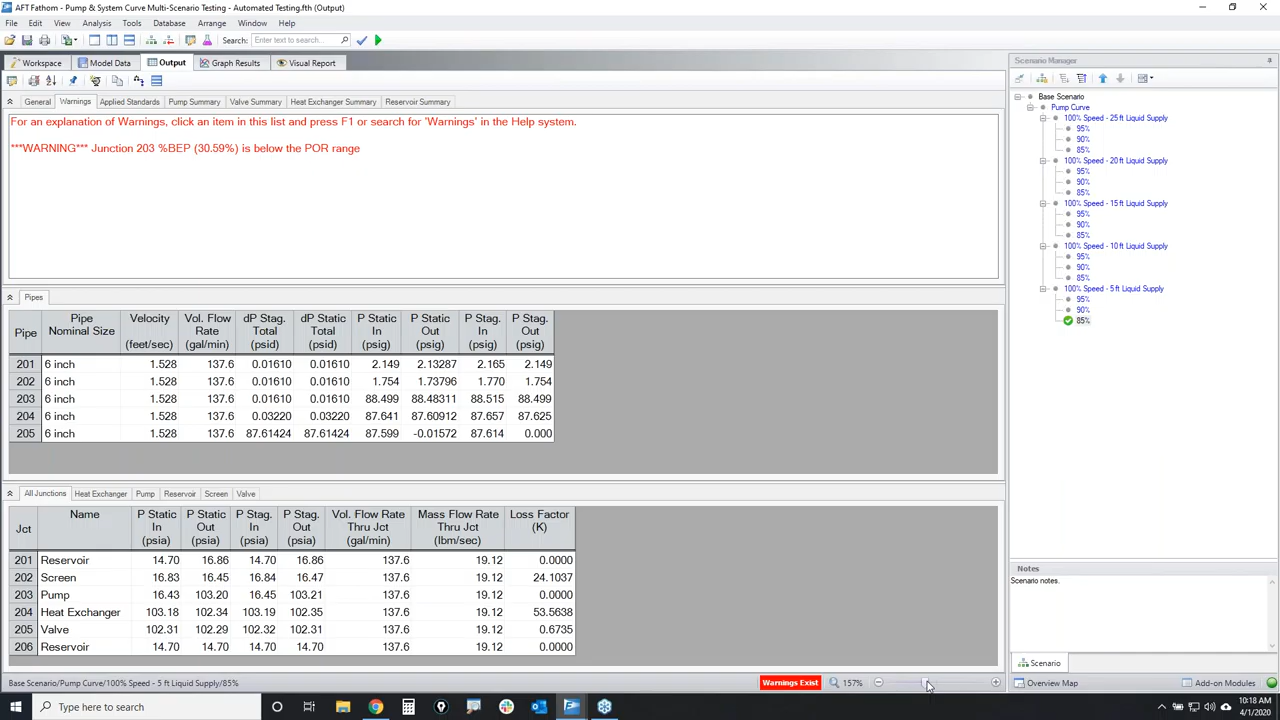 AFT Fathom - Pump & System Curve Multi-Scenario Testing - Automated Testing.fth (Output)
File Edit View Analysis Tools Database Arrange Window Help
Search: Enter text to search...
Workspace Model Data Output Graph Results Visual Report
General Warnings Applied Standards Pump Summary Valve Summary Heat Exchanger Summary Reservoir Summary
For an explanation of Warnings, click an item in this list and press F1 or search for 'Warnings' in the Help system.
***WARNING*** Junction 203 %BEP (30.59%) is below the POR range
Pipes
Pipe Pipe Nominal Size Velocity (feet/sec) Vol. Flow Rate (gal/min) dP Stag. Total (psid) dP Static Total (psid) P Static In (psig) P Static Out (psig) P Stag. In (psig) P Stag. Out (psig)
201 6 inch 1.528 137.6 0.01610 0.01610 2.149 2.13287 2.165 2.149
202 6 inch 1.528 137.6 0.01610 0.01610 1.754 1.73796 1.770 1.754
203 6 inch 1.528 137.6 0.01610 0.01610 88.499 88.48311 88.515 88.499
204 6 inch 1.528 137.6 0.03220 0.03220 87.641 87.60912 87.657 87.625
205 6 inch 1.528 137.6 87.61424 87.61424 87.599 -0.01572 87.614 0.000
All Junctions Heat Exchanger Pump Reservoir Screen Valve
Jct Name P Static In (psia) P Static Out (psia) P Stag. In (psia) P Stag. Out (psia) Vol. Flow Rate Thru Jct (gal/min) Mass Flow Rate Thru Jct (lbm/sec) Loss Factor (K)
201 Reservoir 14.70 16.86 14.70 16.86 137.6 19.12 0.0000
202 Screen 16.83 16.45 16.84 16.47 137.6 19.12 24.1037
203 Pump 16.43 103.20 16.45 103.21 137.6 19.12 0.0000
204 Heat Exchanger 103.18 102.34 103.19 102.35 137.6 19.12 53.5638
205 Valve 102.31 102.29 102.32 102.31 137.6 19.12 0.6735
206 Reservoir 14.70 14.70 14.70 14.70 137.6 19.12 0.0000
Base Scenario/Pump Curve/100% Speed - 5 ft Liquid Supply/85%
Warnings Exist 157%
Scenario Manager
Base Scenario
Pump Curve
100% Speed - 25 ft Liquid Supply
95%
90%
85%
100% Speed - 20 ft Liquid Supply
95%
90%
85%
100% Speed - 15 ft Liquid Supply
95%
90%
85%
100% Speed - 10 ft Liquid Supply
95%
90%
85%
100% Speed - 5 ft Liquid Supply
95%
90%
85%
Notes
Scenario notes.
Scenario
Overview Map Add-on Modules
Type here to search
10:18 AM
4/1/2020